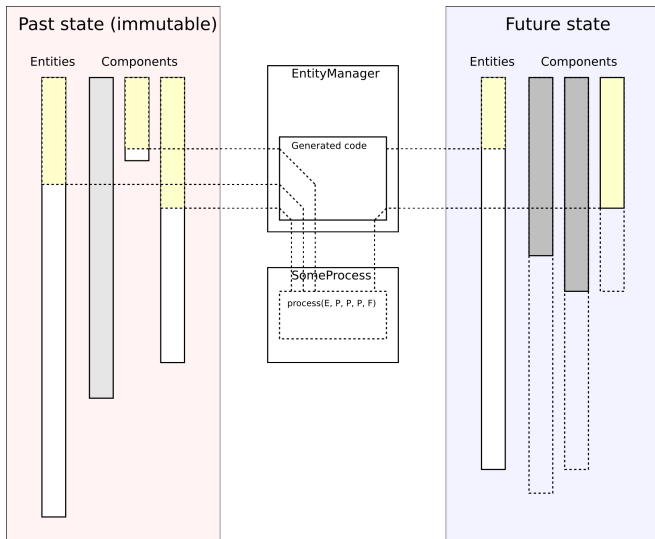 Past state (immutable)
Future state
Entities
Components
Entities
Components
EntityManager
Generated code
SomeProcess
process(E, P, P, P, F)